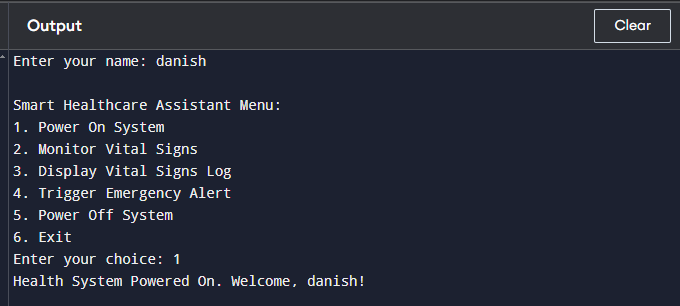 Output
Clear
Enter your name: danish
Smart Healthcare Assistant Menu:
1. Power On System
2. Monitor Vital Signs
3. Display Vital Signs Log
4. Trigger Emergency Alert
5. Power Off System
6. Exit
Enter your choice: 1
Health System Powered On. Welcome, danish!